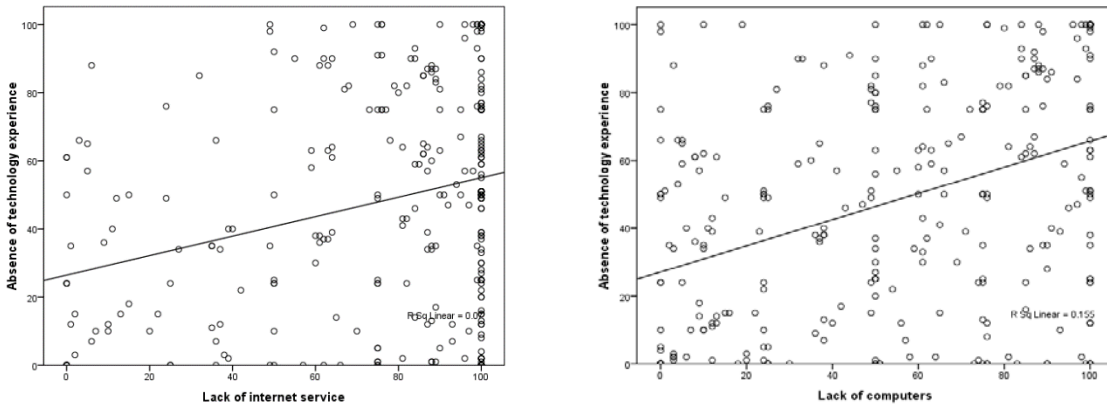 Absence of technology experience
100
80
60
40
20
0
R Sq Linear = 0.0
0 20 40 60 80 100
Lack of internet service
Absence of technology experience
100
80
60
40
20
0
R Sq Linear = 0.155
0 20 40 60 80 100
Lack of computers